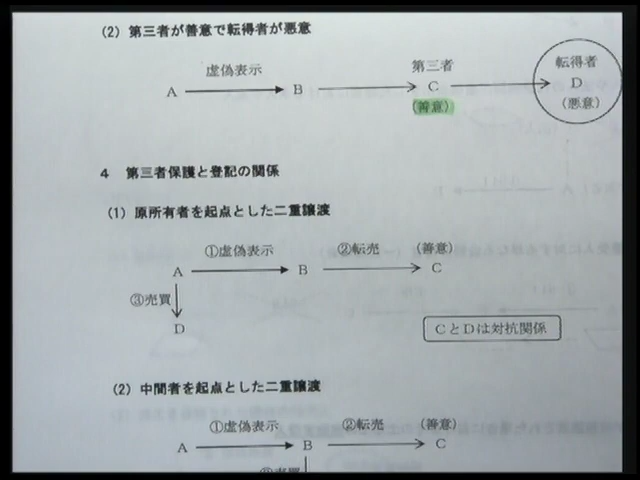 (2) 第三者が善意で転得者が悪意
虚偽表示 第三者 転得者
A B C D
(善意) (悪意)
4 第三者保護と登記の関係
(1) 原所有者を起点とした二重譲渡
①虚偽表示 ②転売 (善意)
A B C
③売買
D
CとDは対抗関係
(2) 中間者を起点とした二重譲渡
①虚偽表示 ②転売 (善意)
A B C